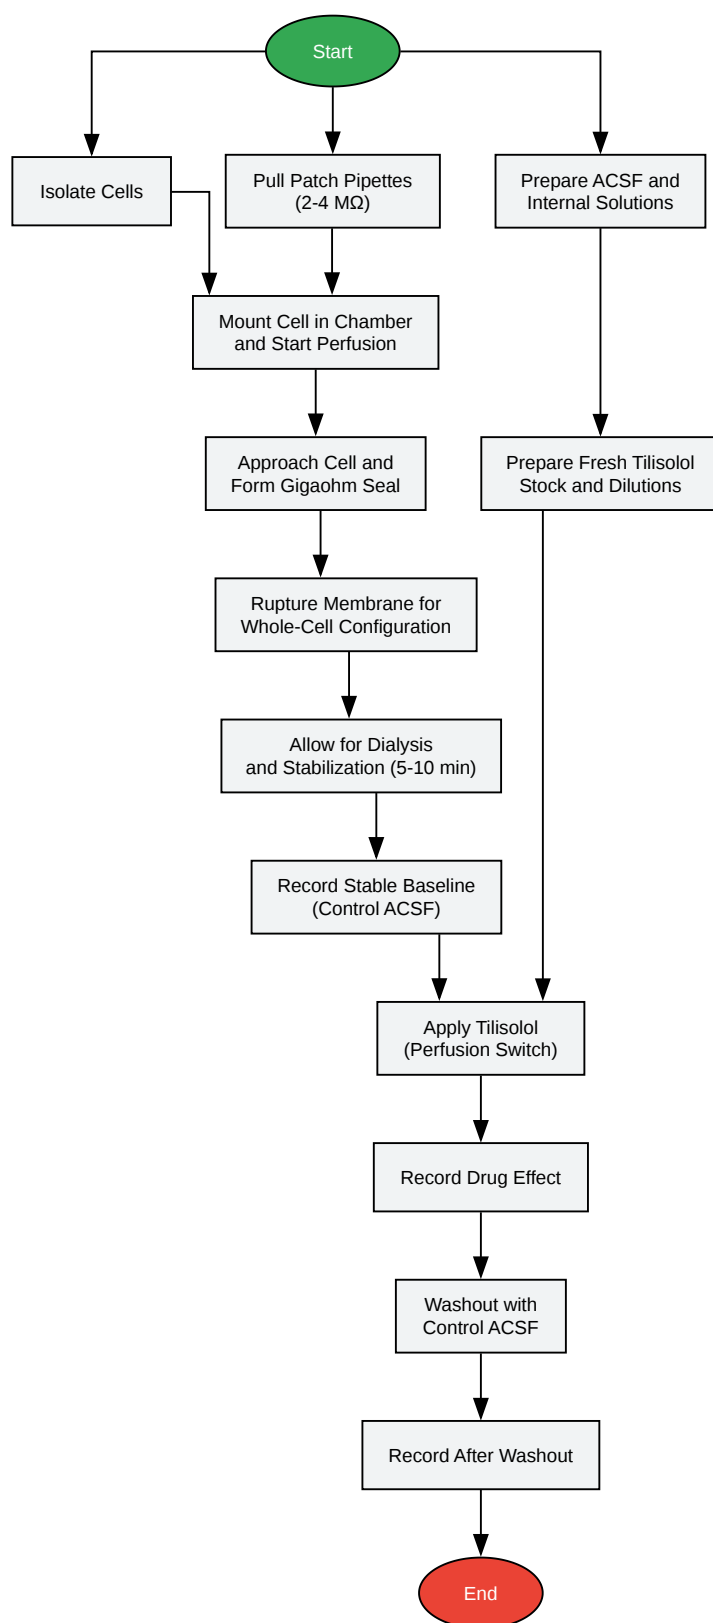 Start
Isolate Cells
Pull Patch Pipettes
(2-4 MΩ)
Prepare ACSF and
Internal Solutions
Mount Cell in Chamber
and Start Perfusion
Approach Cell and
Form Gigaohm Seal
Prepare Fresh Tilisolol
Stock and Dilutions
Rupture Membrane for
Whole-Cell Configuration
Allow for Dialysis
and Stabilization (5-10 min)
Record Stable Baseline
(Control ACSF)
Apply Tilisolol
(Perfusion Switch)
Record Drug Effect
Washout with
Control ACSF
Record After Washout
End